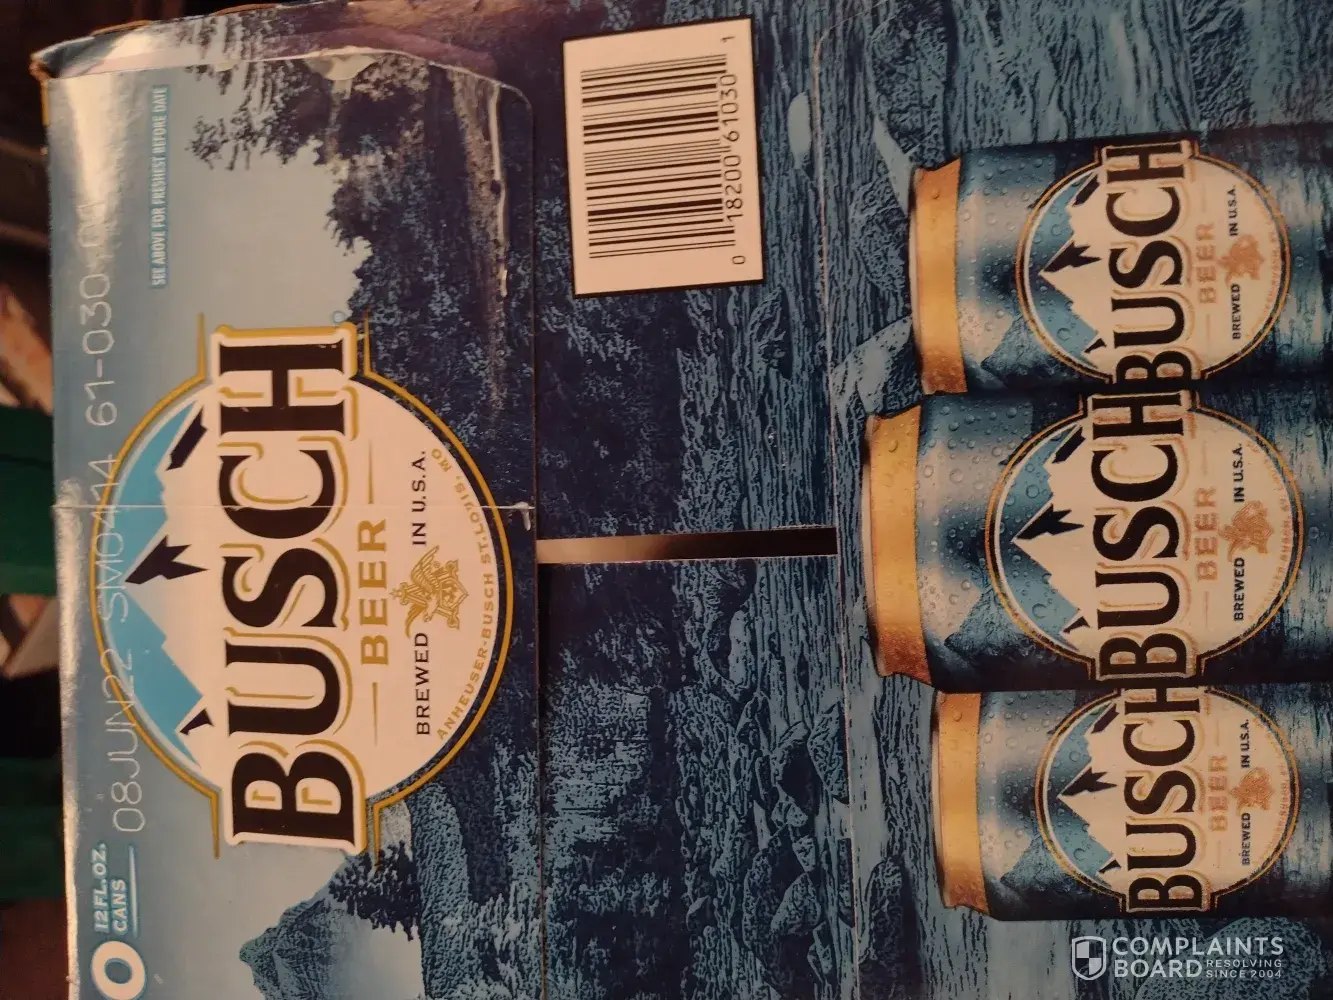 SEE ABOVE FOR FRESHEST BEFORE DATE
08JUN22 SM0414 61-030
0
12FL.OZ.
CANS
BUSCH
BEER
BREWED IN U.S.A.
ANHEUSER-BUSCH ST.LOUIS, MO
0 18200 61030 1
BUSCH
BEER
BREWED IN U.S.A.
BUSCH
BEER
BREWED IN U.S.A.
BUSCH
BEER
BREWED IN U.S.A.
COMPLAINTS
BOARD RESOLVING
SINCE 2004